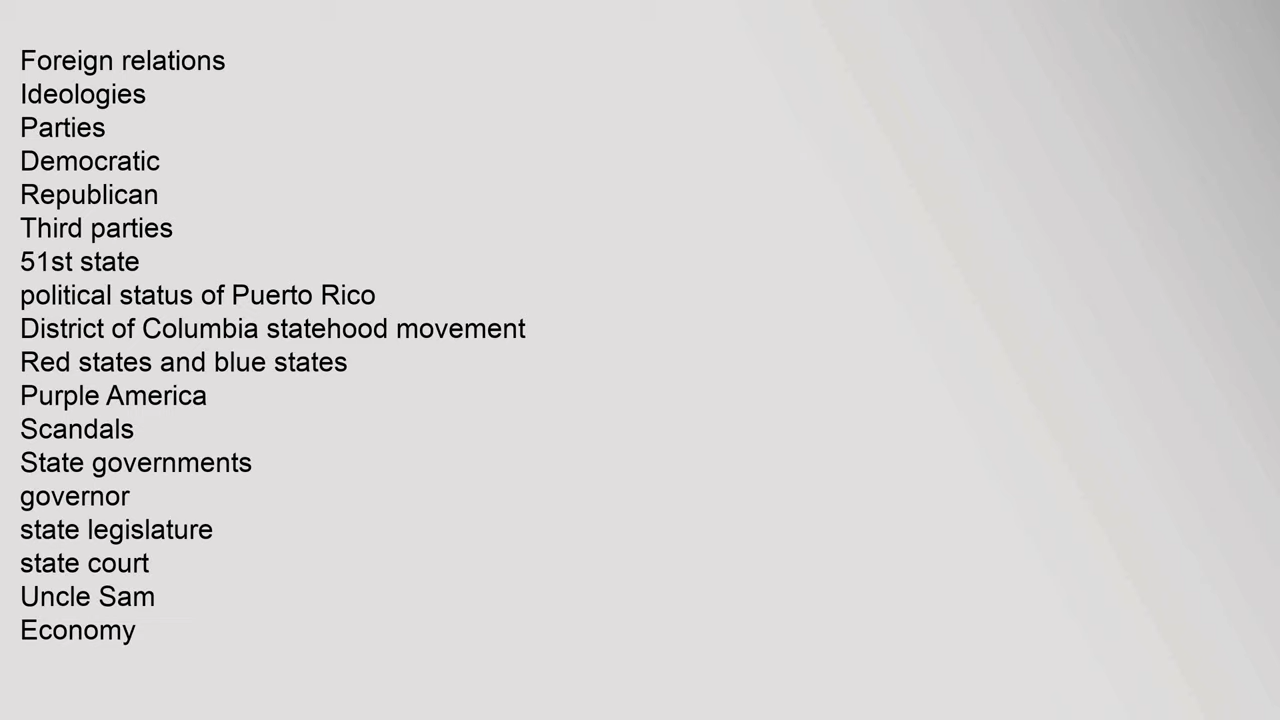 Foreign relations
Ideologies
Parties
Democratic
Republican
Third parties
51st state
political status of Puerto Rico
District of Columbia statehood movement
Red states and blue states
Purple America
Scandals
State governments
governor
state legislature
state court
Uncle Sam
Economy